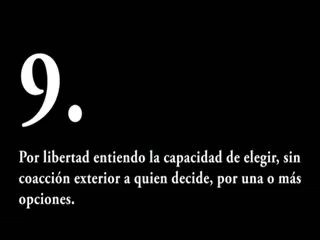 9.
Por libertad entiendo la capacidad de elegir, sin
coacción exterior a quien decide, por una o más
opciones.